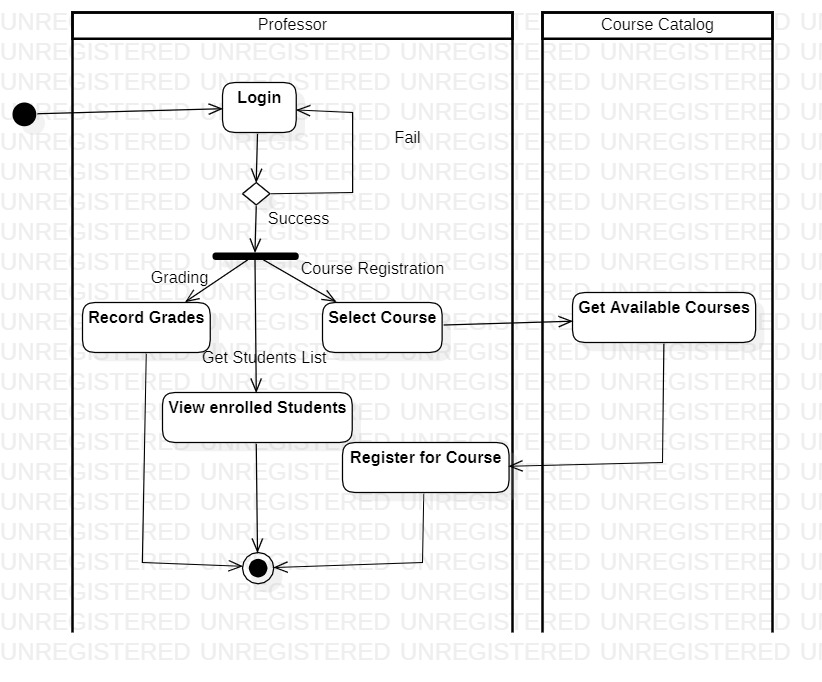 Professor
Course Catalog
Login
Fail
Success
Grading
Course Registration
Record Grades
Select Course
Get Available Courses
Get Students List
View enrolled Students
Register for Course
UNREGISTERED UNREGISTERED UNREGISTERED UNREGISTERED UNREGISTERED